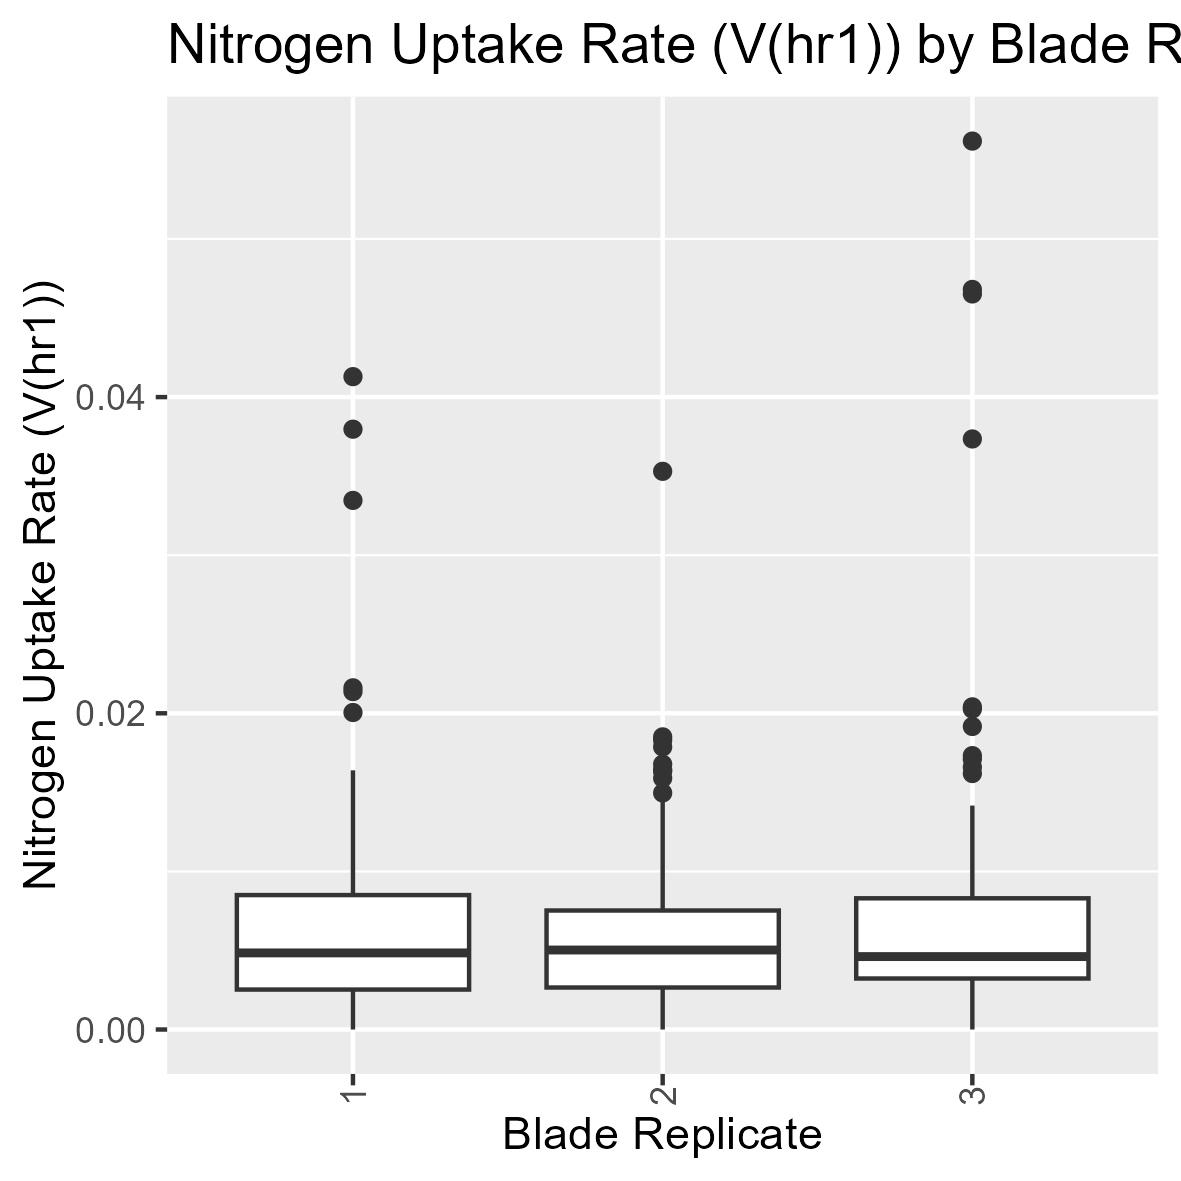 Nitrogen Uptake Rate (V(hr1)) by Blade R
Nitrogen Uptake Rate (V(hr1))
0.04
0.02
0.00
1
2
3
Blade Replicate